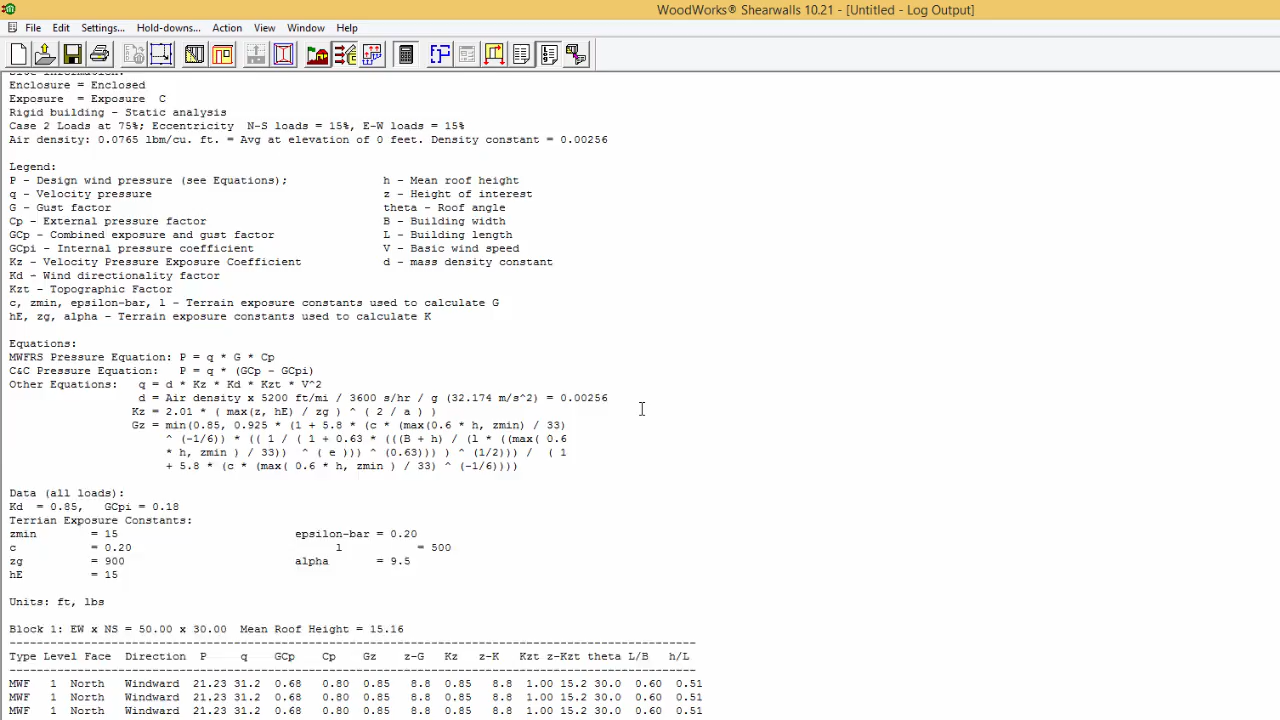 WoodWorks® Shearwalls 10.21 - [Untitled - Log Output]
File Edit Settings... Hold-downs... Action View Window Help
Enclosure = Enclosed
Exposure = Exposure C
Rigid building - Static analysis
Case 2 Loads at 75%; Eccentricity N-S loads = 15%, E-W loads = 15%
Air density: 0.0765 lbm/cu. ft. = Avg at elevation of 0 feet. Density constant = 0.00256
Legend:
P - Design wind pressure (see Equations); h - Mean roof height
q - Velocity pressure z - Height of interest
G - Gust factor theta - Roof angle
Cp - External pressure factor B - Building width
GCp - Combined exposure and gust factor L - Building length
GCpi - Internal pressure coefficient V - Basic wind speed
Kz - Velocity Pressure Exposure Coefficient d - mass density constant
Kd - Wind directionality factor
Kzt - Topographic Factor
c, zmin, epsilon-bar, l - Terrain exposure constants used to calculate G
hE, zg, alpha - Terrain exposure constants used to calculate K
Equations:
MWFRS Pressure Equation: P = q * G * Cp
C&C Pressure Equation: P = q * (GCp - GCpi)
Other Equations: q = d * Kz * Kd * Kzt * V^2
d = Air density x 5200 ft/mi / 3600 s/hr / g (32.174 m/s^2) = 0.00256
Kz = 2.01 * ( max(z, hE) / zg ) ^ ( 2 / a ) )
Gz = min(0.85, 0.925 * (1 + 5.8 * (c * (max(0.6 * h, zmin) / 33)
^ (-1/6)) * (( 1 / ( 1 + 0.63 * (((B + h) / (l * ((max( 0.6
* h, zmin ) / 33)) ^ ( e ))) ^ (0.63))) ) ^ (1/2))) / ( 1
+ 5.8 * (c * (max( 0.6 * h, zmin ) / 33) ^ (-1/6))))
Data (all loads):
Kd = 0.85, GCpi = 0.18
Terrian Exposure Constants:
zmin = 15 epsilon-bar = 0.20
c = 0.20 l = 500
zg = 900 alpha = 9.5
hE = 15
Units: ft, lbs
Block 1: EW x NS = 50.00 x 30.00 Mean Roof Height = 15.16
Type Level Face Direction P q GCp Cp Gz z-G Kz z-K Kzt z-Kzt theta L/B h/L
MWF 1 North Windward 21.23 31.2 0.68 0.80 0.85 8.8 0.85 8.8 1.00 15.2 30.0 0.60 0.51
MWF 1 North Windward 21.23 31.2 0.68 0.80 0.85 8.8 0.85 8.8 1.00 15.2 30.0 0.60 0.51
MWF 1 North Windward 21.23 31.2 0.68 0.80 0.85 8.8 0.85 8.8 1.00 15.2 30.0 0.60 0.51